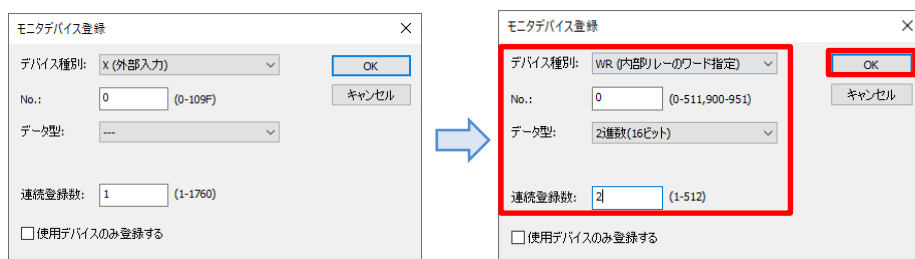 モニタデバイス登録
デバイス種別: X (外部入力)
OK
No.: 0 (0-109F)
キャンセル
データ型: ---
連続登録数: 1 (1-1760)
使用デバイスのみ登録する
モニタデバイス登録
デバイス種別: WR (内部リレーのワード指定)
OK
No.: 0 (0-511,900-951)
キャンセル
データ型: 2進数(16ビット)
連続登録数: 2 (1-512)
使用デバイスのみ登録する